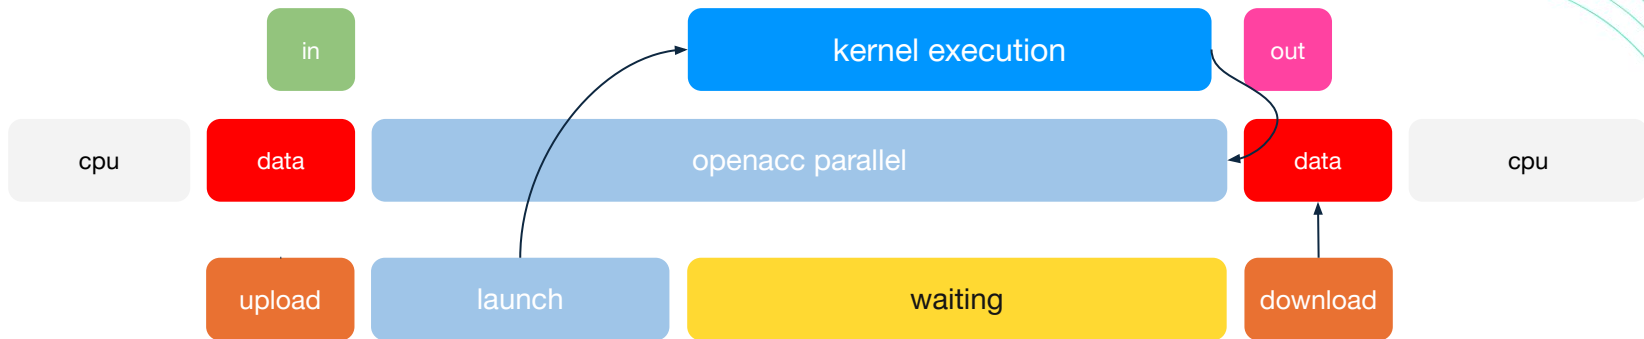 in
kernel execution
out
cpu
data
openacc parallel
data
cpu
upload
launch
waiting
download